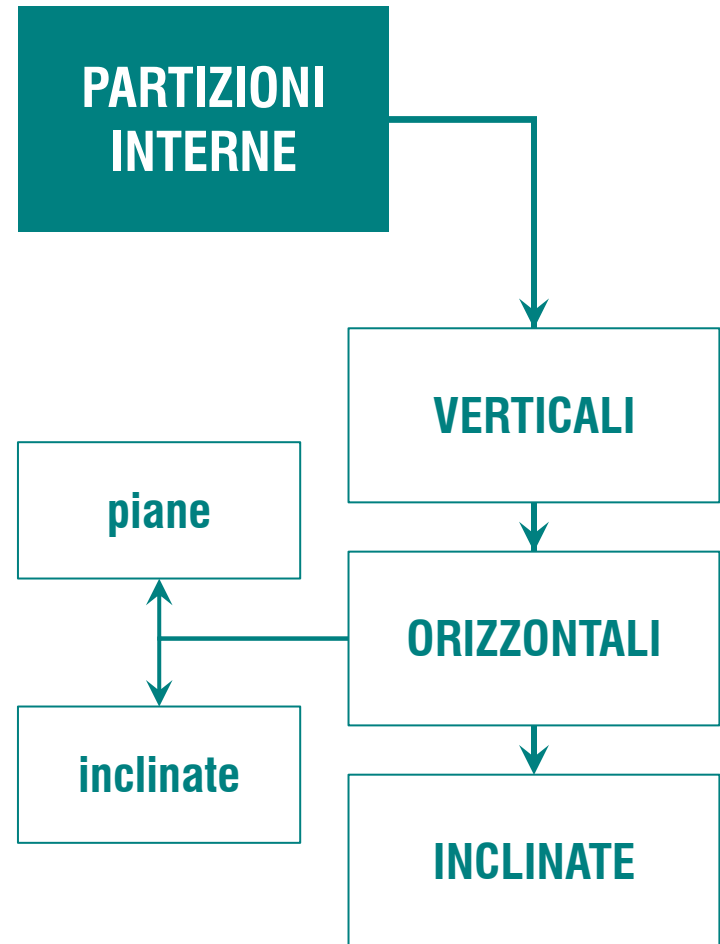 PARTIZIONI
INTERNE
VERTICALI
piane
ORIZZONTALI
inclinate
INCLINATE